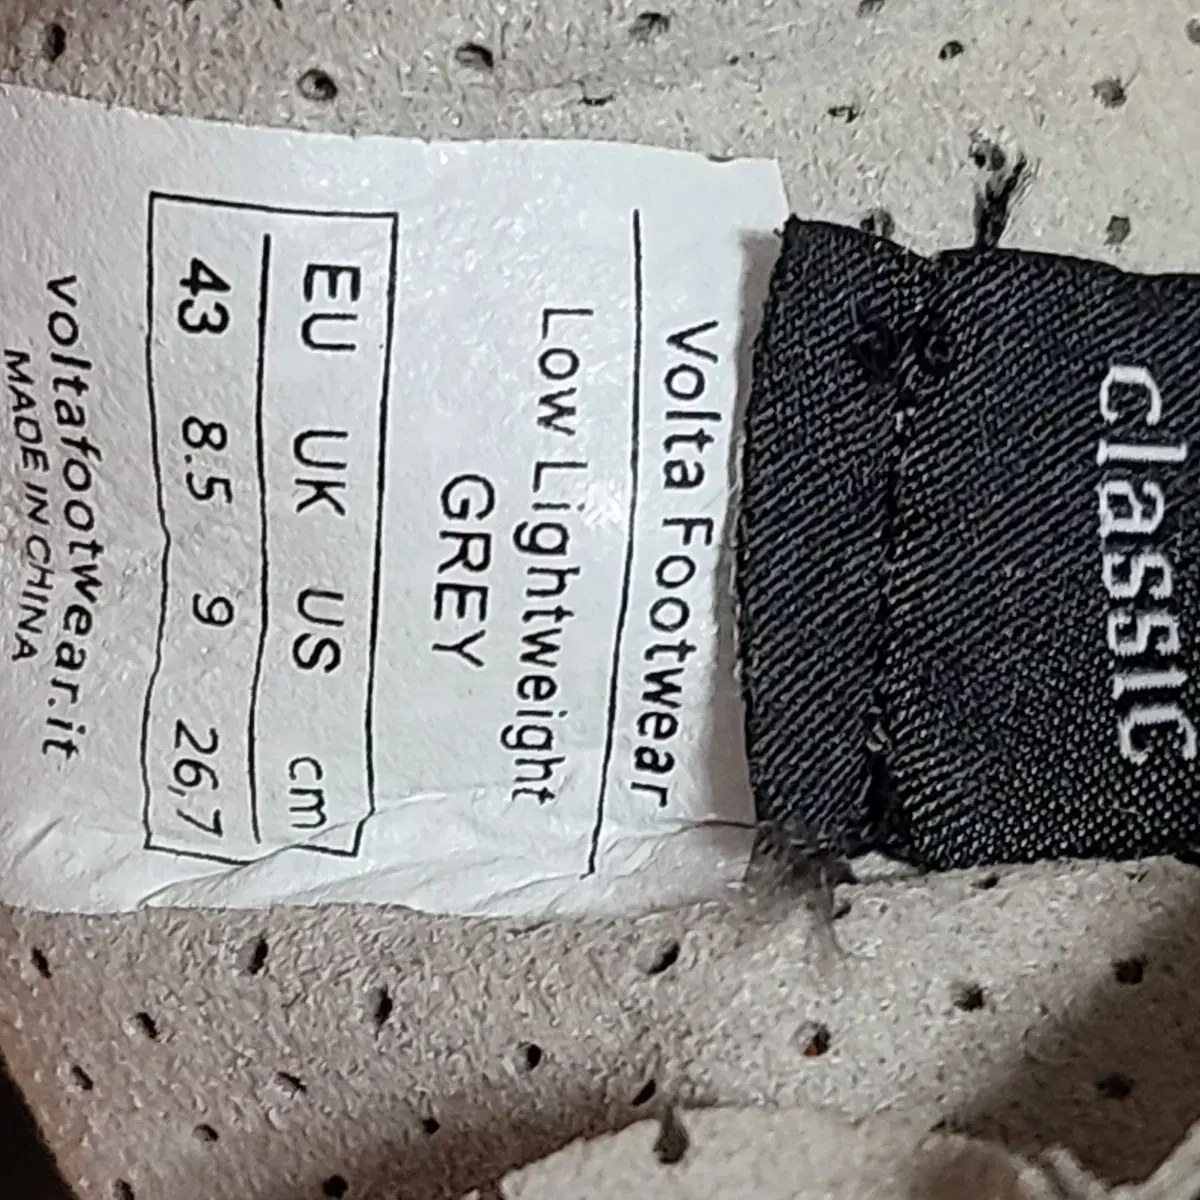 classic
Volta Footwear
Low Lightweight
GREY
EU UK US cm
43 8.5 9 26,7
voltafootwear.it
MADE IN CHINA